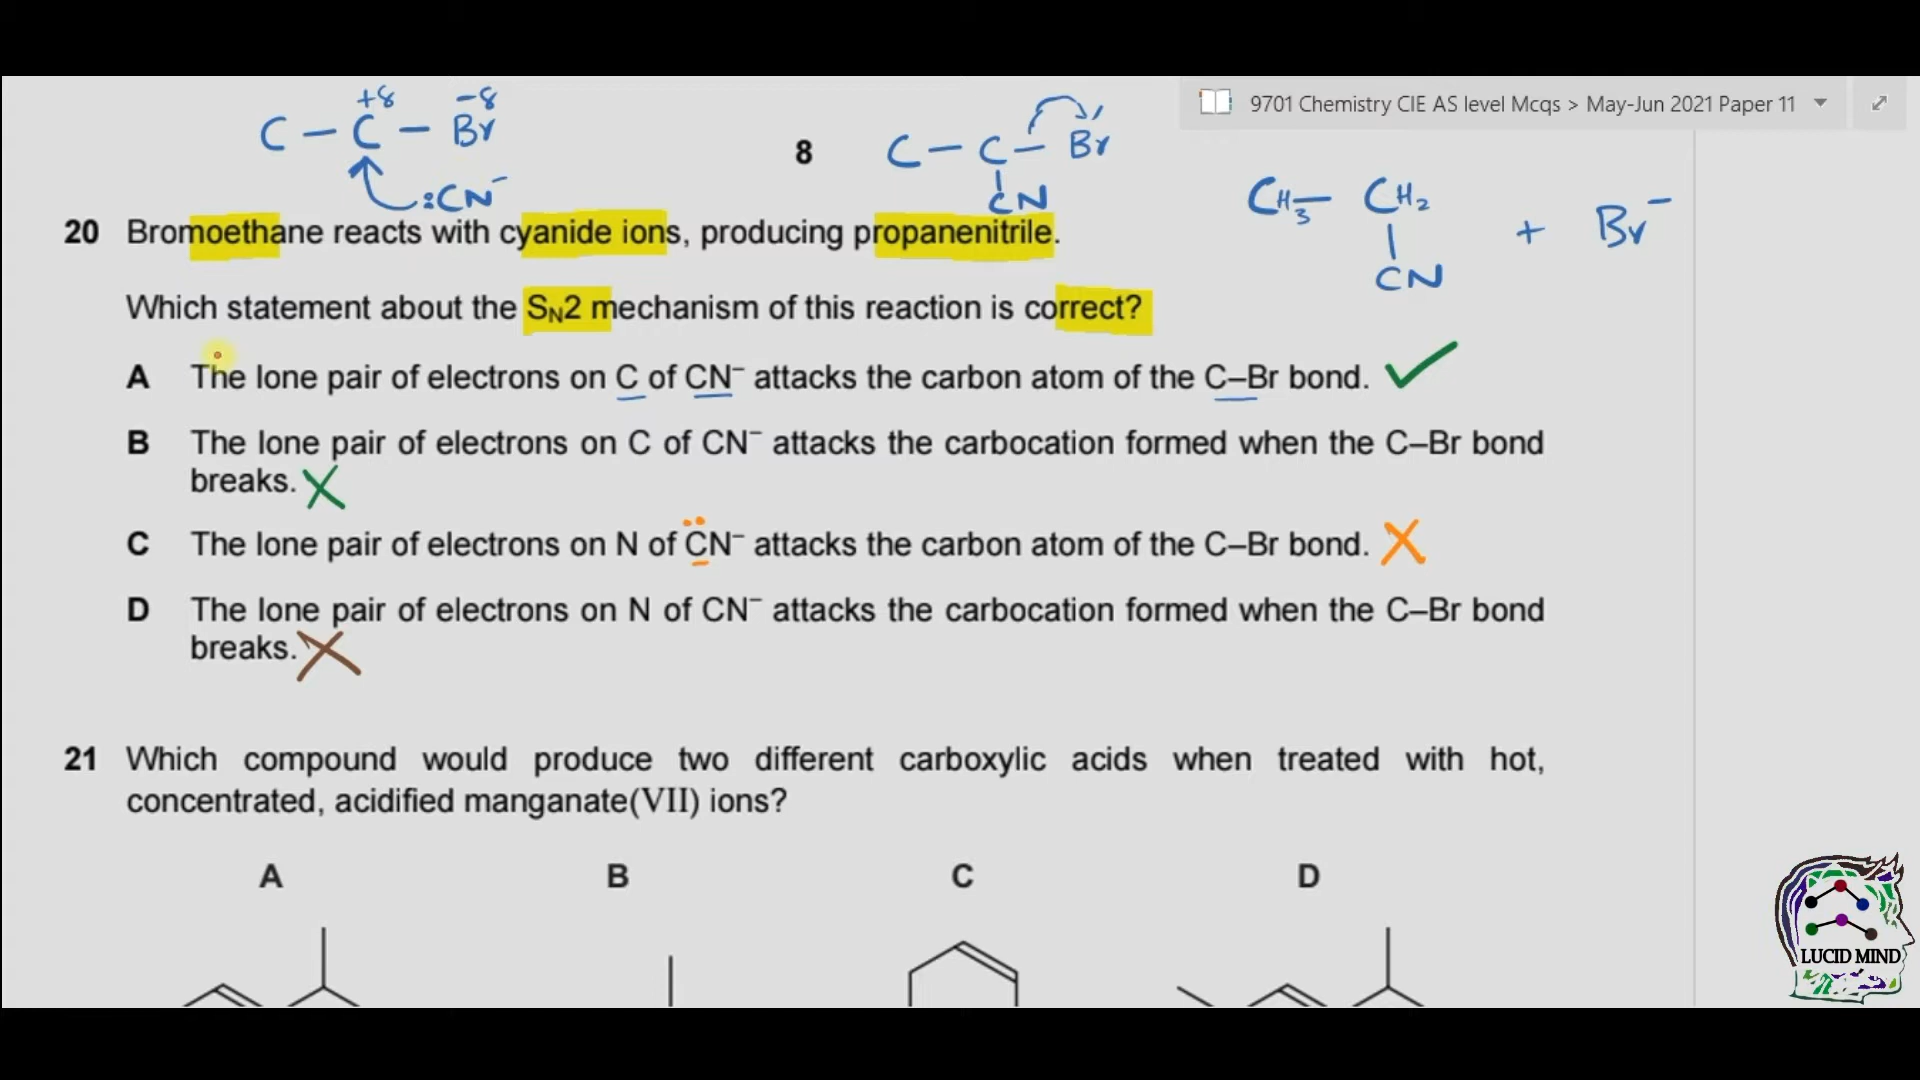 +δ -δ
C – C – Br
:CN⁻
8
C – C – Br
CN
9701 Chemistry CIE AS level Mcqs > May-Jun 2021 Paper 11
CH₃ – CH₂ + Br⁻
CN
20 Bromoethane reacts with cyanide ions, producing propanenitrile.
Which statement about the SN2 mechanism of this reaction is correct?
A The lone pair of electrons on C of CN⁻ attacks the carbon atom of the C–Br bond.
B The lone pair of electrons on C of CN⁻ attacks the carbocation formed when the C–Br bond
breaks.
C The lone pair of electrons on N of CN⁻ attacks the carbon atom of the C–Br bond.
D The lone pair of electrons on N of CN⁻ attacks the carbocation formed when the C–Br bond
breaks.
21 Which compound would produce two different carboxylic acids when treated with hot,
concentrated, acidified manganate(VII) ions?
A B C D
LUCID MIND